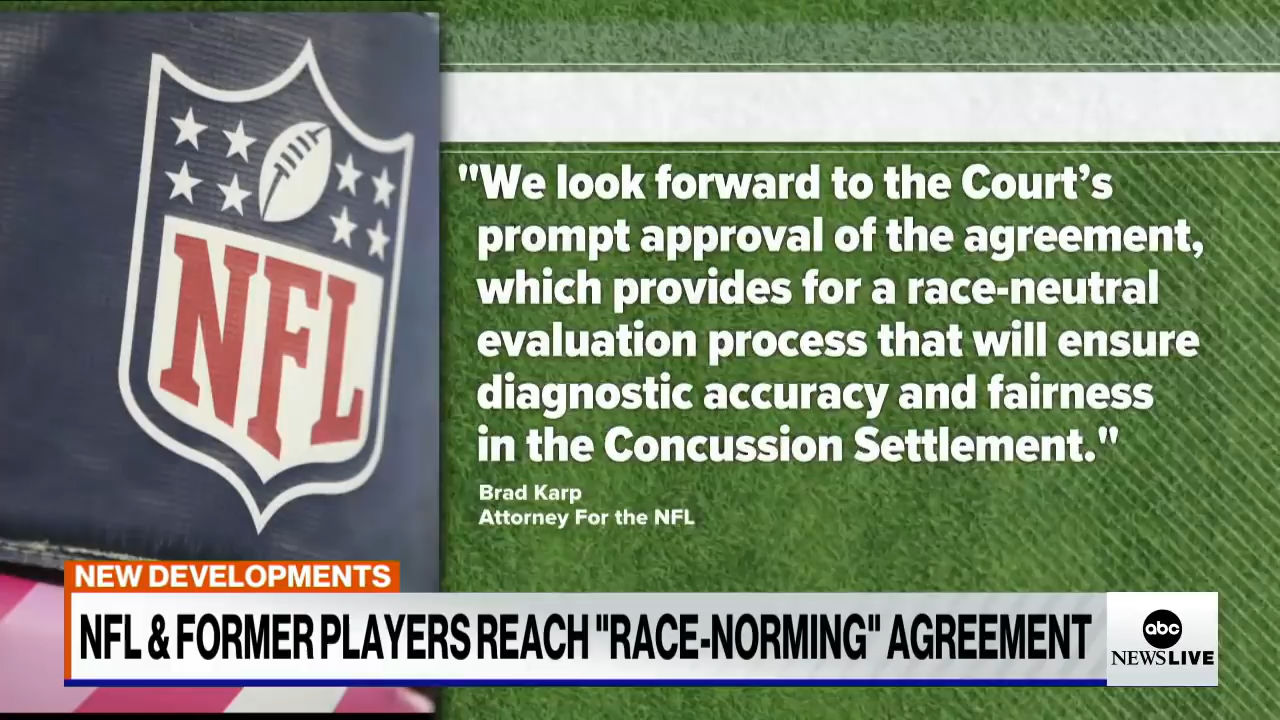 NFL
"We look forward to the Court’s
prompt approval of the agreement,
which provides for a race-neutral
evaluation process that will ensure
diagnostic accuracy and fairness
in the Concussion Settlement."
Brad Karp
Attorney For the NFL
NEW DEVELOPMENTS
NFL & FORMER PLAYERS REACH "RACE-NORMING" AGREEMENT
abc
NEWS LIVE